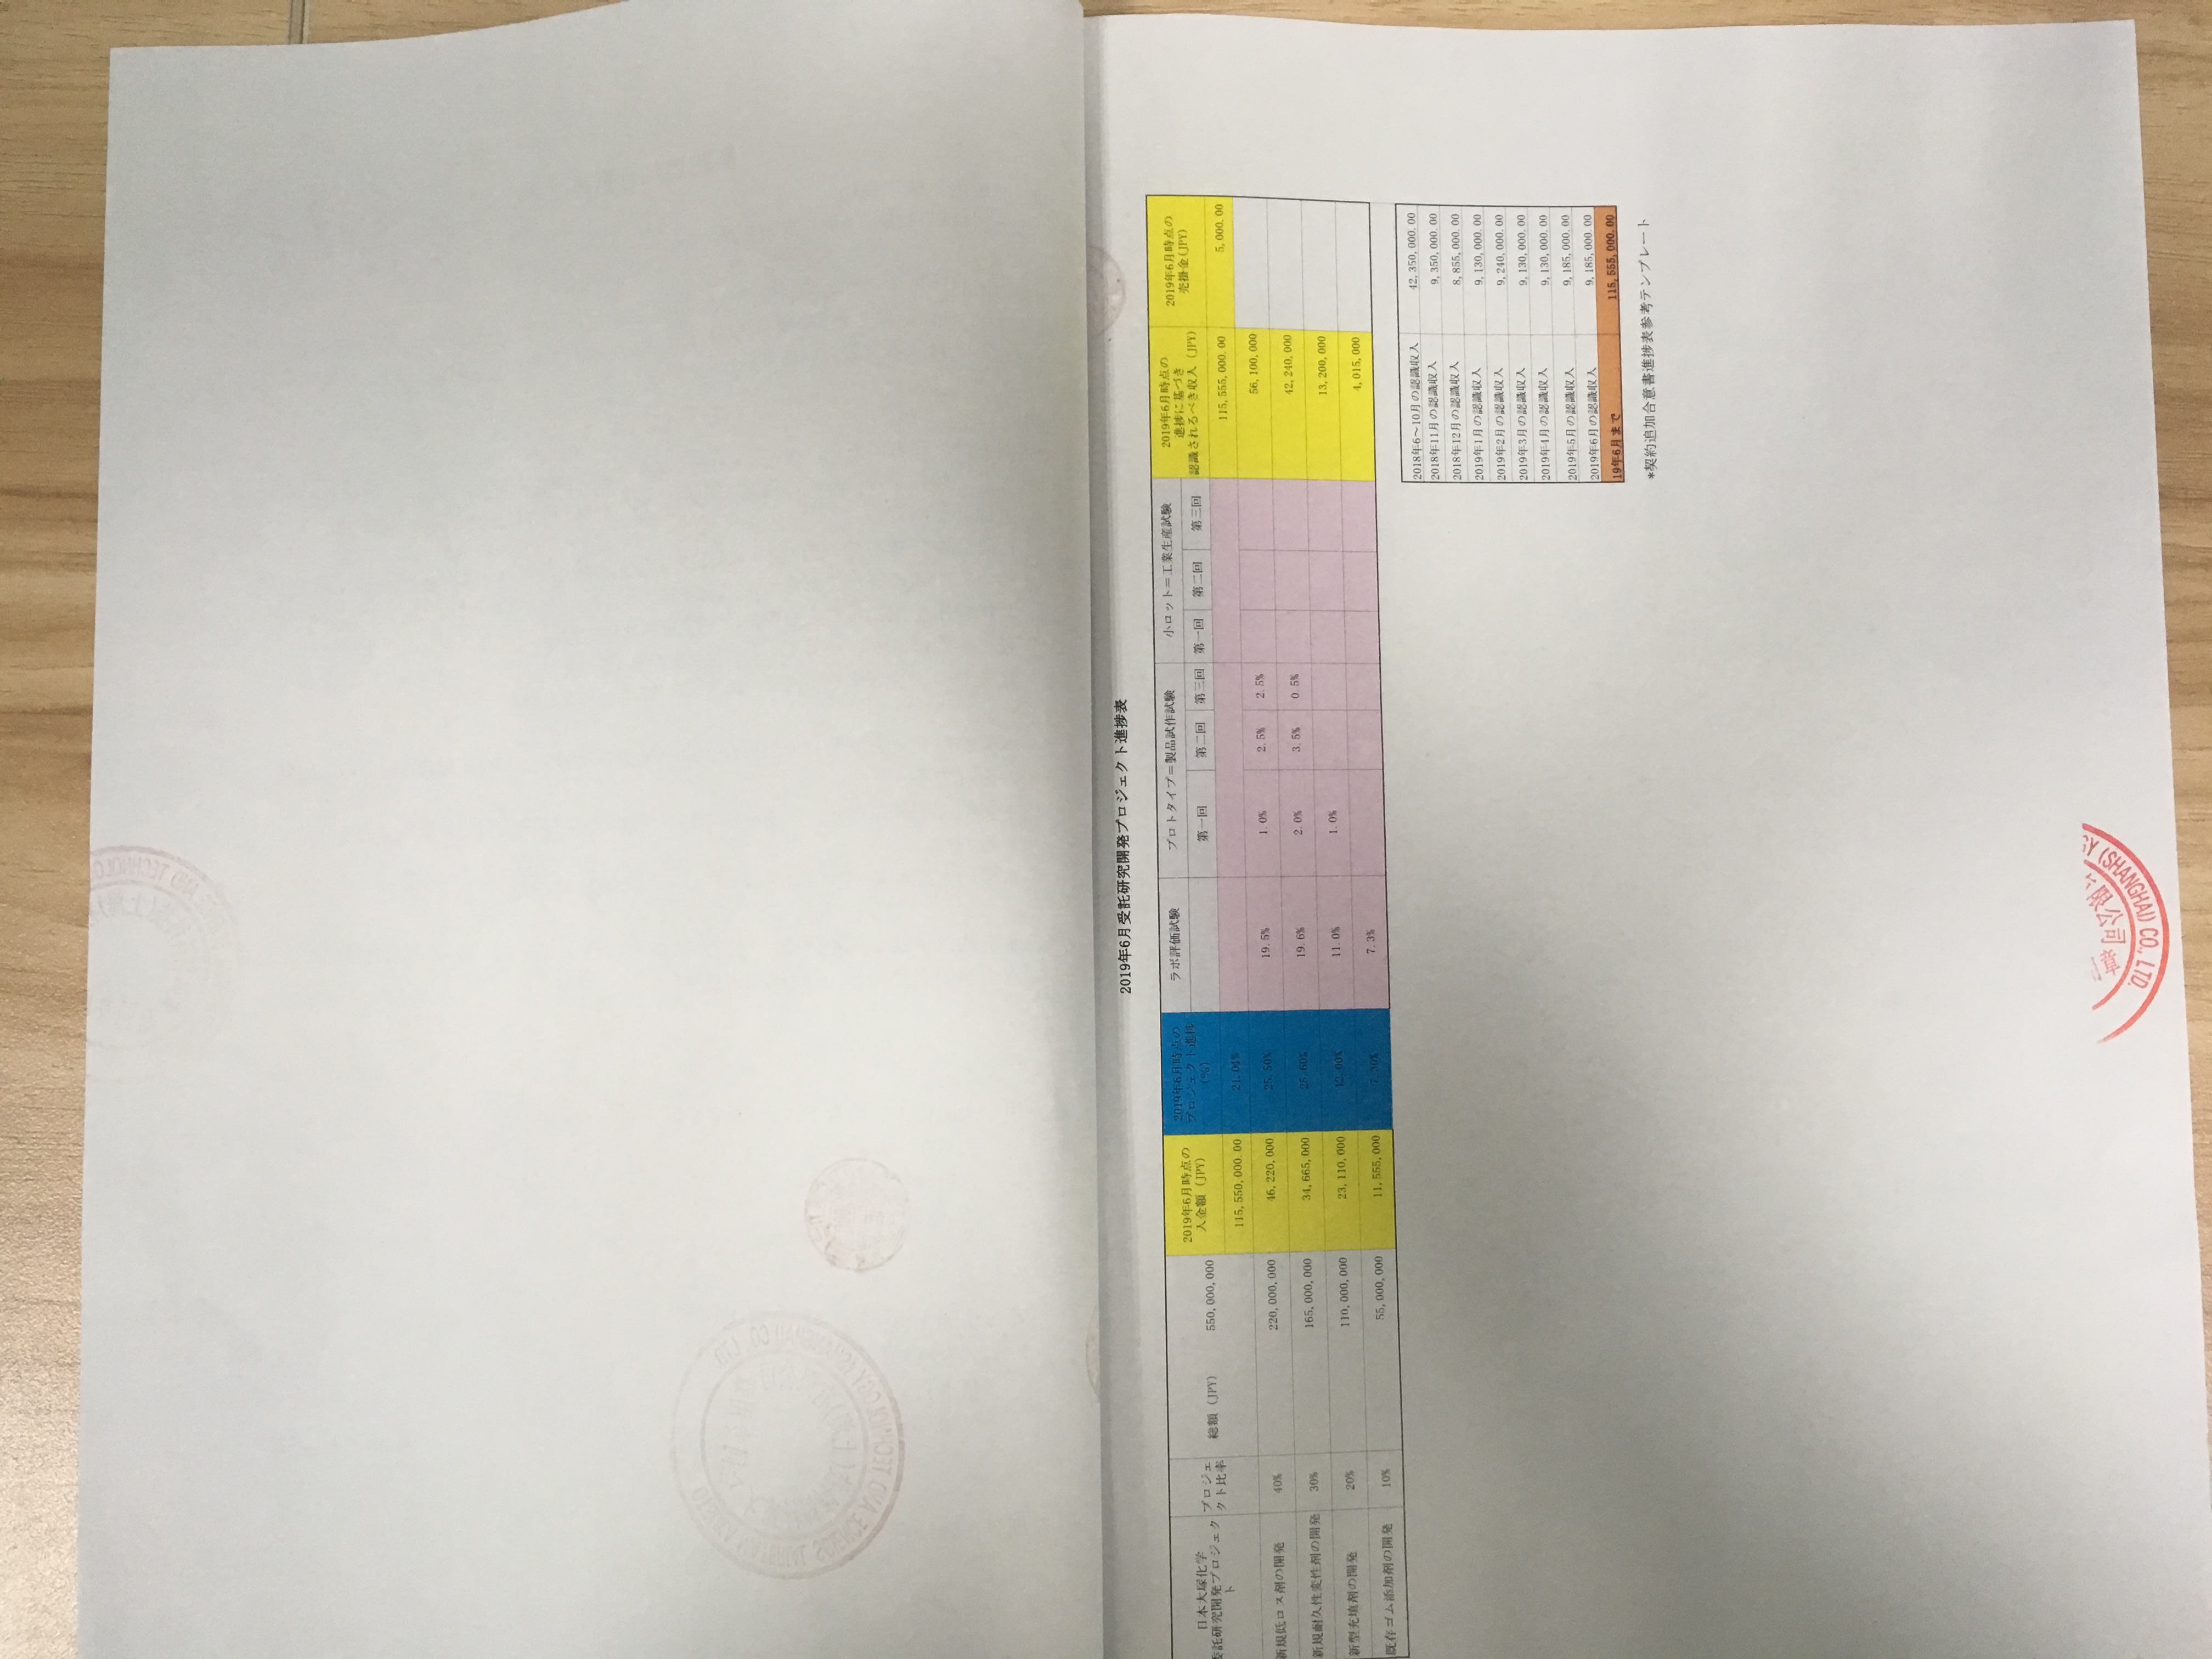 2019年6月受託研究開発プロジェクト進捗表
日本大塚化学
委託研究開発プロジェク
ト
プロジェ
クト比率
総額 (JPY)
550,000,000
2019年6月時点の
入金額 (JPY)
115,550,000.00
2019年6月時点の
プロジェクト進捗
(%)
21.01%
ラボ評価試験
プロトタイプ=製品試作試験
第一回 第二回 第三回
小ロット=工業生産試験
第一回 第二回 第三回
2019年6月時点の
進捗に基づき
認識されるべき収入 (JPY)
115,555,000.00
2019年6月時点の
売掛金(JPY)
5,000.00
新規低ロス剤の開発 40% 220,000,000 46,220,000 25.50% 19.5% 1.0% 2.5% 2.5% 56,100,000
新規耐久性変性剤の開発 30% 165,000,000 34,665,000 25.60% 19.6% 2.0% 3.5% 0.5% 42,240,000
新型充填剤の開発 20% 110,000,000 23,110,000 12.00% 11.0% 1.0% 13,200,000
既存ゴム添加剤の開発 10% 55,000,000 11,555,000 7.30% 7.3% 4,015,000
2018年6～10月の認識収入 42,350,000.00
2018年11月の認識収入 9,350,000.00
2018年12月の認識収入 8,855,000.00
2019年1月の認識収入 9,130,000.00
2019年2月の認識収入 9,240,000.00
2019年3月の認識収入 9,130,000.00
2019年4月の認識収入 9,130,000.00
2019年5月の認識収入 9,185,000.00
2019年6月の認識収入 9,185,000.00
19年6月まで 115,555,000.00
*契約追加合意書進捗表参考テンプレート
GY (SHANGHAI) CO., LTD.
有限公司
章